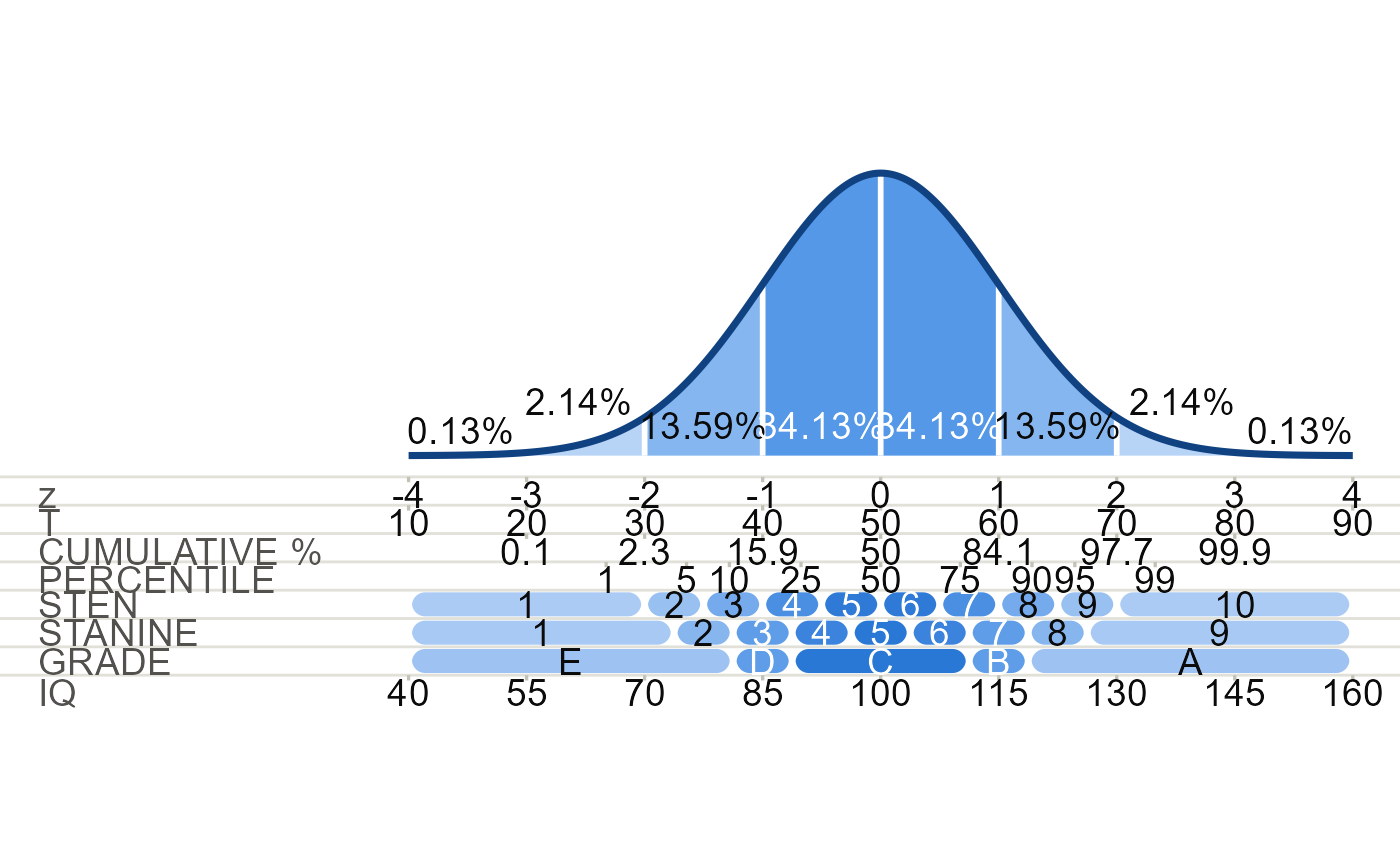 2.14% 2.14%
0.13% 13.59% 34.13% 34.13% 13.59% 0.13%
z -4 -3 -2 -1 0 1 2 3 4
T 10 20 30 40 50 60 70 80 90
CUMULATIVE % 0.1 2.3 15.9 50 84.1 97.7 99.9
PERCENTILE 1 5 10 25 50 75 90 95 99
STEN 1 2 3 4 5 6 7 8 9 10
STANINE 1 2 3 4 5 6 7 8 9
GRADE E D C B A
IQ 40 55 70 85 100 115 130 145 160